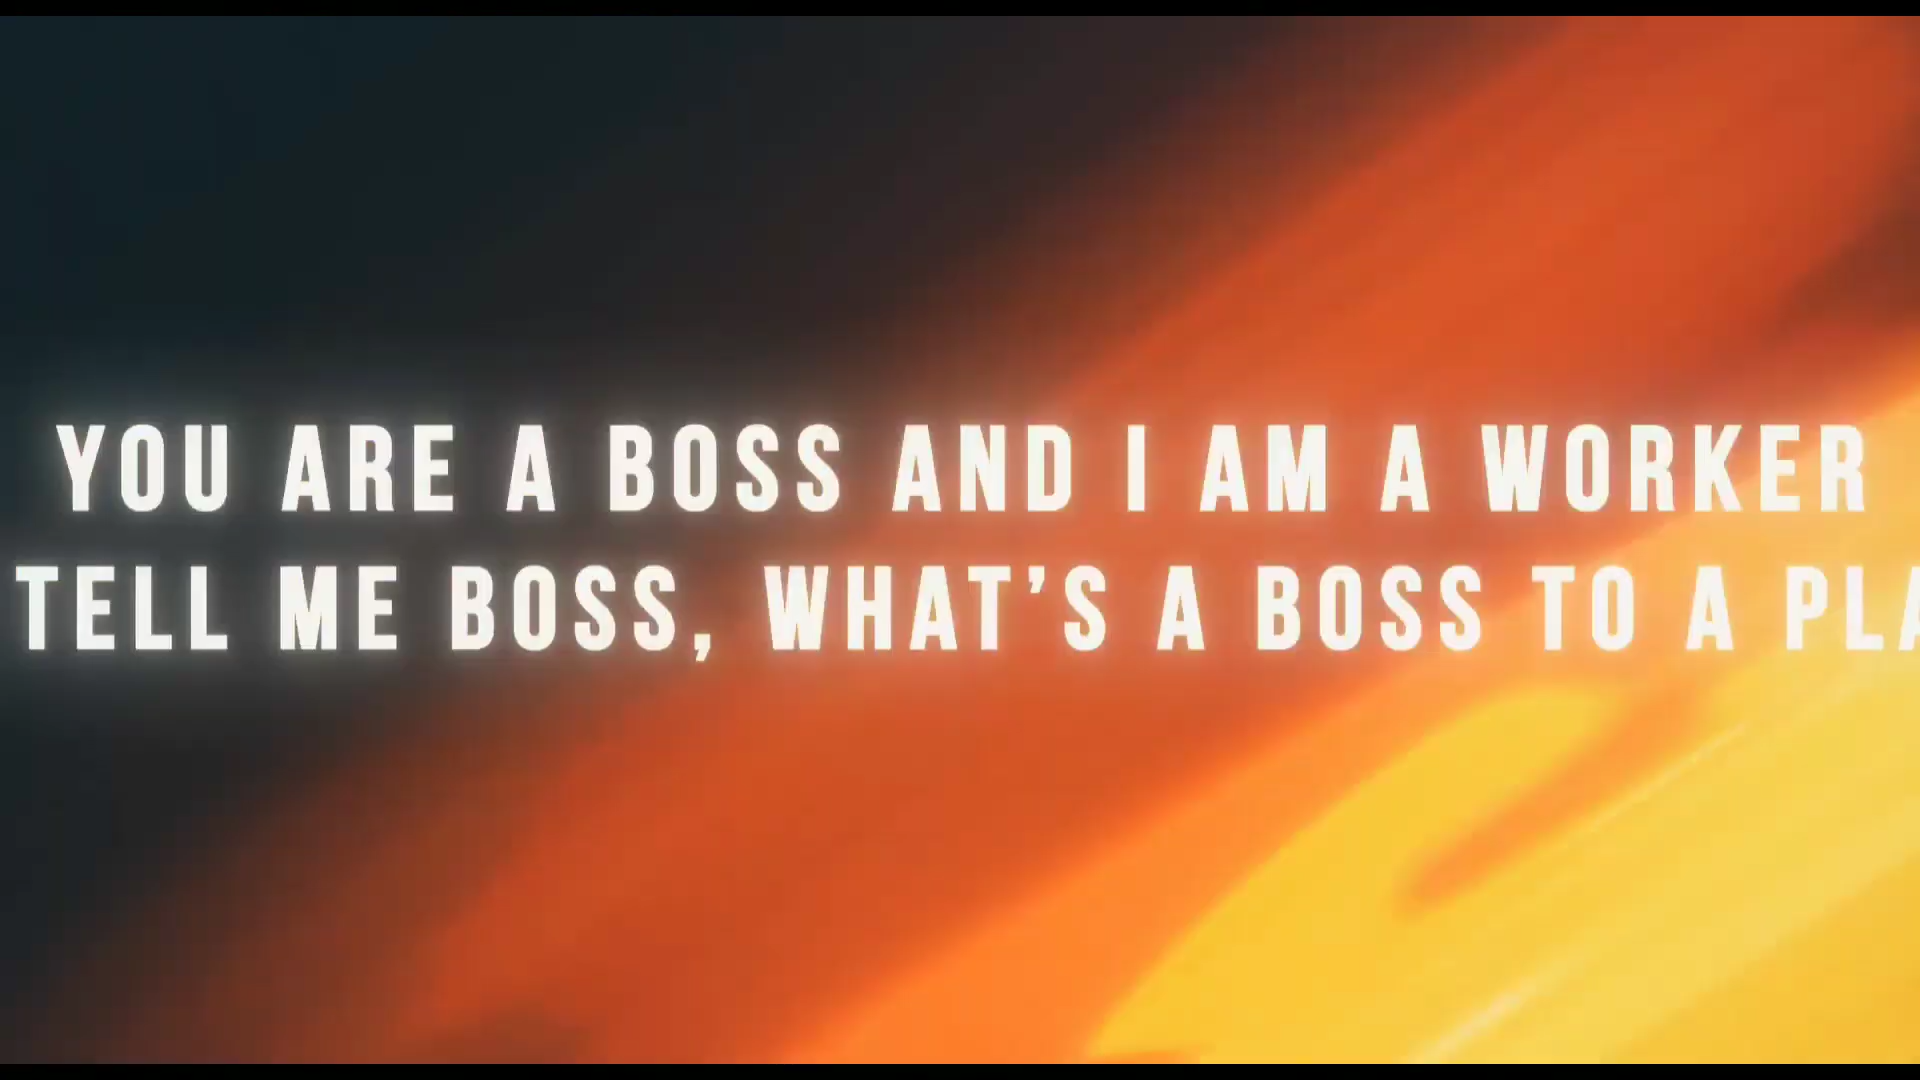 YOU ARE A BOSS AND I AM A WORKER
TELL ME BOSS, WHAT'S A BOSS TO A